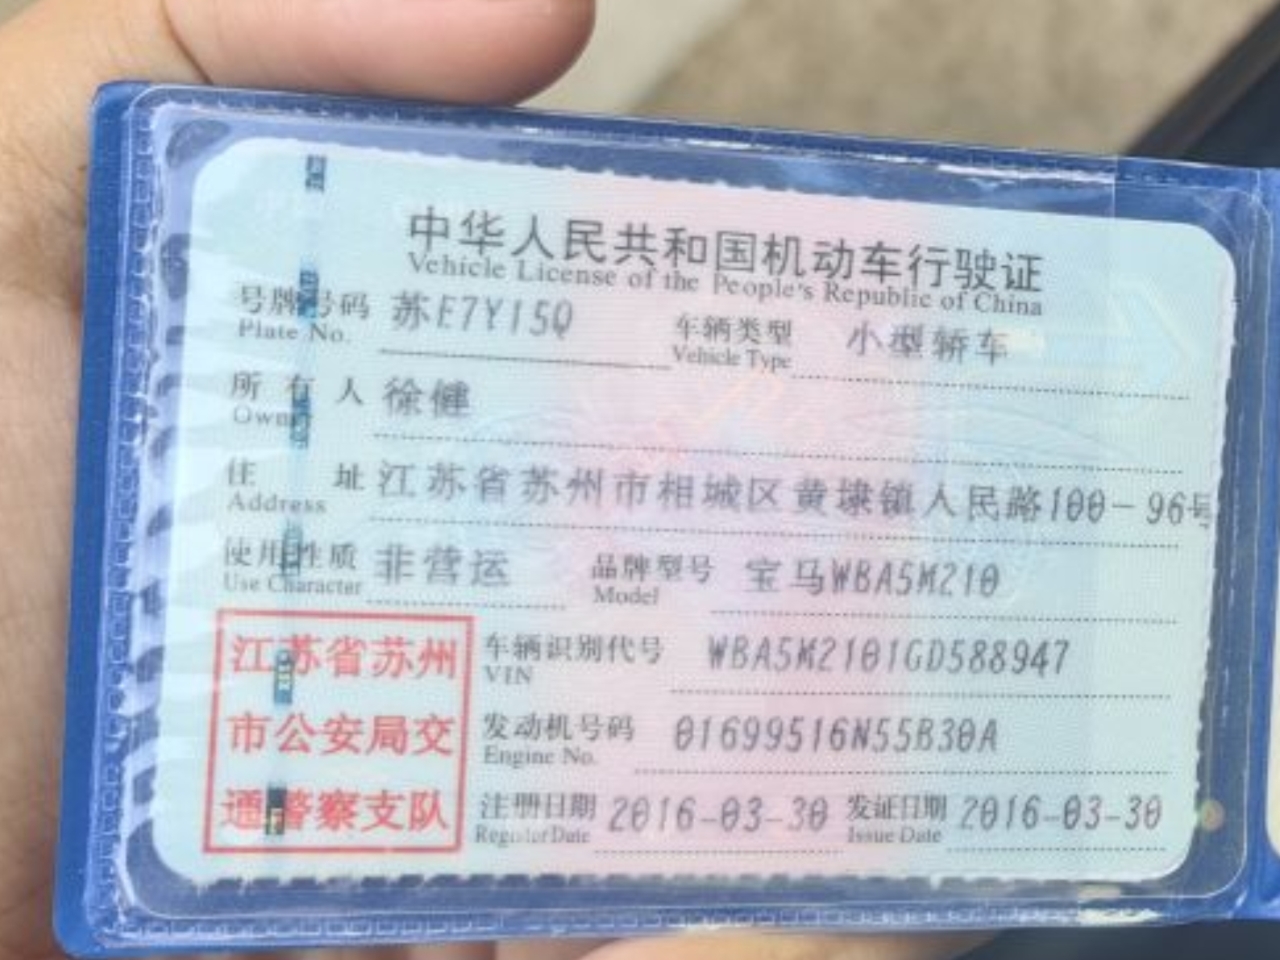 中华人民共和国机动车行驶证
Vehicle License of the People's Republic of China
号牌号码 苏E7Y15Q 车辆类型 小型轿车
Plate No. Vehicle Type
所有人 徐健
Owner
住址 江苏省苏州市相城区黄埭镇人民路100-96号
Address
使用性质 非营运 品牌型号 宝马WBA5M210
Use Character Model
江苏省苏州
市公安局交
通警察支队
车辆识别代号 WBA5M2101GD588947
VIN
发动机号码 01699516N55B30A
Engine No.
注册日期 2016-03-30 发证日期 2016-03-30
Register Date Issue Date